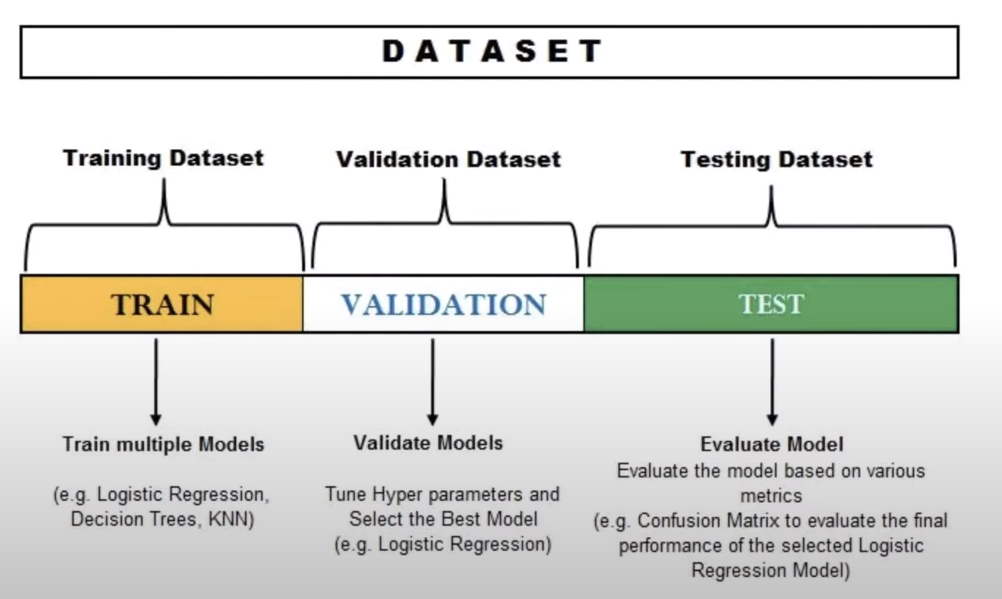 DATASET
Training Dataset
Validation Dataset
Testing Dataset
TRAIN
VALIDATION
TEST
Train multiple Models
(e.g. Logistic Regression,
Decision Trees, KNN)
Validate Models
Tune Hyper parameters and
Select the Best Model
(e.g. Logistic Regression)
Evaluate Model
Evaluate the model based on various
metrics
(e.g. Confusion Matrix to evaluate the final
performance of the selected Logistic
Regression Model)